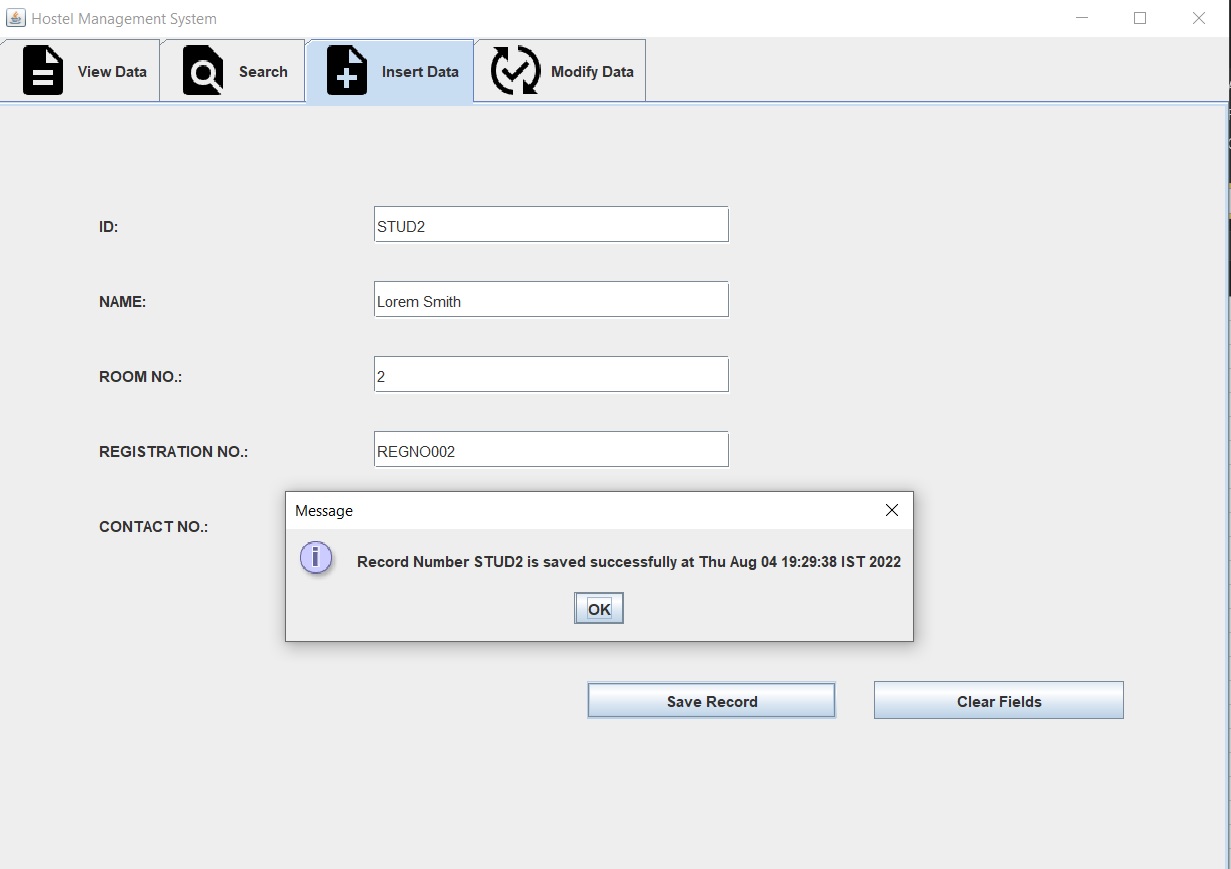 Hostel Management System
View Data
Search
Insert Data
Modify Data
ID:
STUD2
NAME:
Lorem Smith
ROOM NO.:
2
REGISTRATION NO.:
REGNO002
CONTACT NO.:
Message
Record Number STUD2 is saved successfully at Thu Aug 04 19:29:38 IST 2022
OK
Save Record
Clear Fields